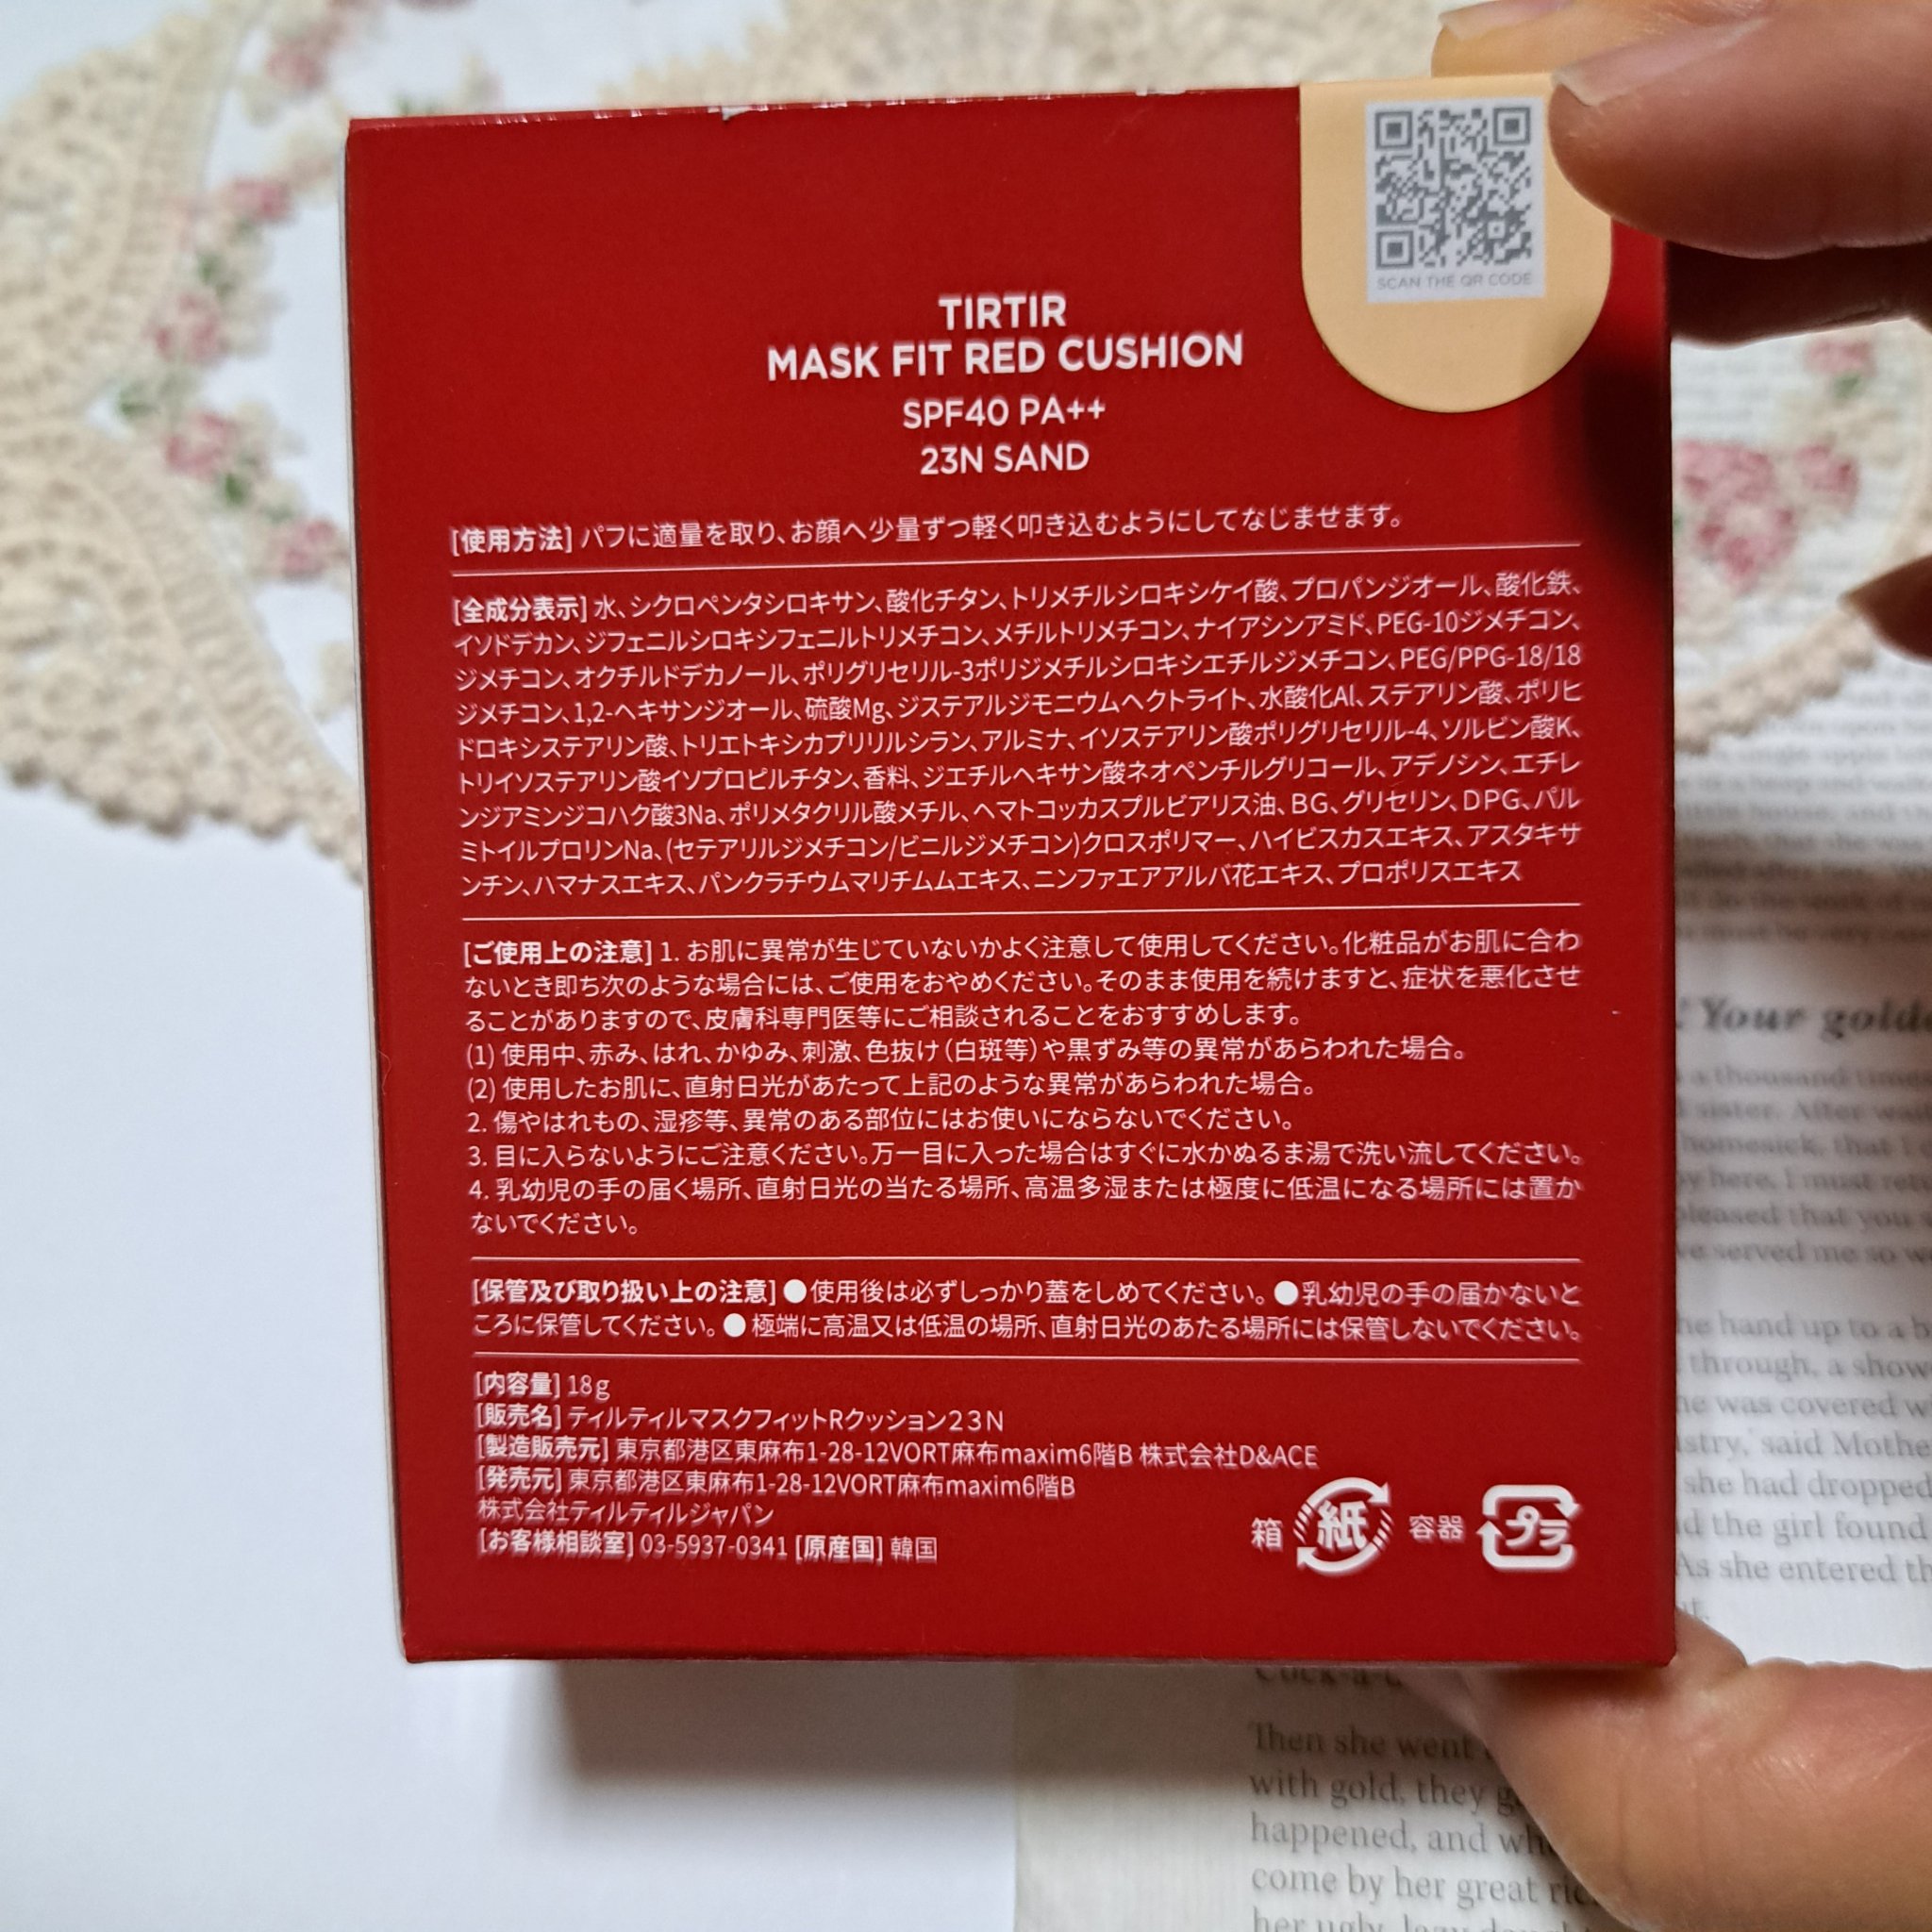 SCAN THE QR CODE
TIRTIR
MASK FIT RED CUSHION
SPF40 PA++
23N SAND
[使用方法] パフに適量を取り、お顔へ少量ずつ軽く叩き込むようにしてなじませます。
[全成分表示] 水、シクロペンタシロキサン、酸化チタン、トリメチルシロキシケイ酸、プロパンジオール、酸化鉄、
イソドデカン、ジフェニルシロキシフェニルトリメチコン、メチルトリメチコン、ナイアシンアミド、PEG-10ジメチコン、
ジメチコン、オクチルドデカノール、ポリグリセリル-3ポリジメチルシロキシエチルジメチコン、PEG/PPG-18/18
ジメチコン、1,2-ヘキサンジオール、硫酸Mg、ジステアルジモニウムヘクトライト、水酸化Al、ステアリン酸、ポリヒ
ドロキシステアリン酸、トリエトキシカプリリルシラン、アルミナ、イソステアリン酸ポリグリセリル-4、ソルビン酸K、
トリイソステアリン酸イソプロピルチタン、香料、ジエチルヘキサン酸ネオペンチルグリコール、アデノシン、エチレ
ンジアミンジコハク酸3Na、ポリメタクリル酸メチル、ヘマトコッカスプルビアリス油、BG、グリセリン、DPG、パル
ミトイルプロリンNa、(セテアリルジメチコン/ビニルジメチコン)クロスポリマー、ハイビスカスエキス、アスタキサ
ンチン、ハマナスエキス、パンクラチウムマリチムムエキス、ニンファエアアルバ花エキス、プロポリスエキス
[ご使用上の注意] 1. お肌に異常が生じていないかよく注意して使用してください。化粧品がお肌に合わ
ないとき即ち次のような場合には、ご使用をおやめください。そのまま使用を続けますと、症状を悪化させ
ることがありますので、皮膚科専門医等にご相談されることをおすすめします。
(1) 使用中、赤み、はれ、かゆみ、刺激、色抜け(白斑等)や黒ずみ等の異常があらわれた場合。
(2) 使用したお肌に、直射日光があたって上記のような異常があらわれた場合。
2. 傷やはれもの、湿疹等、異常のある部位にはお使いにならないでください。
3. 目に入らないようにご注意ください。万一目に入った場合はすぐに水かぬるま湯で洗い流してください。
4. 乳幼児の手の届く場所、直射日光の当たる場所、高温多湿または極度に低温になる場所には置か
ないでください。
[保管及び取り扱い上の注意] ●使用後は必ずしっかり蓋をしめてください。 ●乳幼児の手の届かないと
ころに保管してください。 ●極端に高温又は低温の場所、直射日光のあたる場所には保管しないでください。
[内容量] 18g
[販売名] ティルティルマスクフィットRクッション23N
[製造販売元] 東京都港区東麻布1-28-12VORT麻布maxim6階B 株式会社D&ACE
[発売元] 東京都港区東麻布1-28-12VORT麻布maxim6階B
株式会社ティルティルジャパン
[お客様相談室] 03-5937-0341 [原産国] 韓国
箱 紙 容器 プラ
Your gold
a thousand time
sister. After
homesick, that I
by here, I must
pleased that you
served me so
hand up to a
through, a show
he was covered
said Mothe
she had dropped
the girl found
As she entered
Then she went
with gold, they
happened, and
come by her great
her ugly, lazy